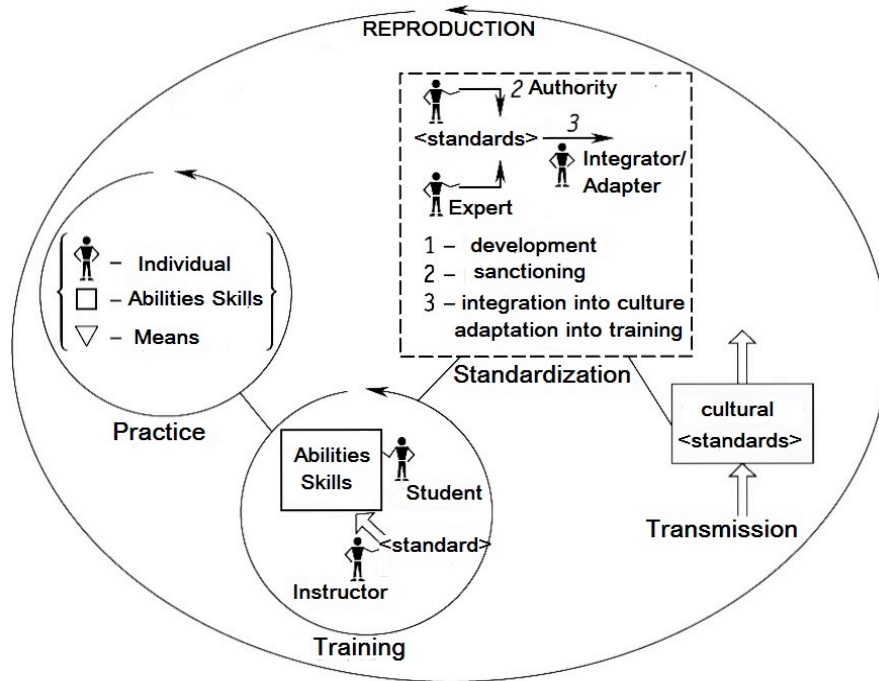 REPRODUCTION
2 Authority
<standards>
3
Integrator/
Adapter
Expert
1 – development
2 – sanctioning
3 – integration into culture
adaptation into training
Standardization
– Individual
– Abilities Skills
– Means
Practice
Abilities
Skills
Student
<standard>
Instructor
Training
cultural
<standards>
Transmission